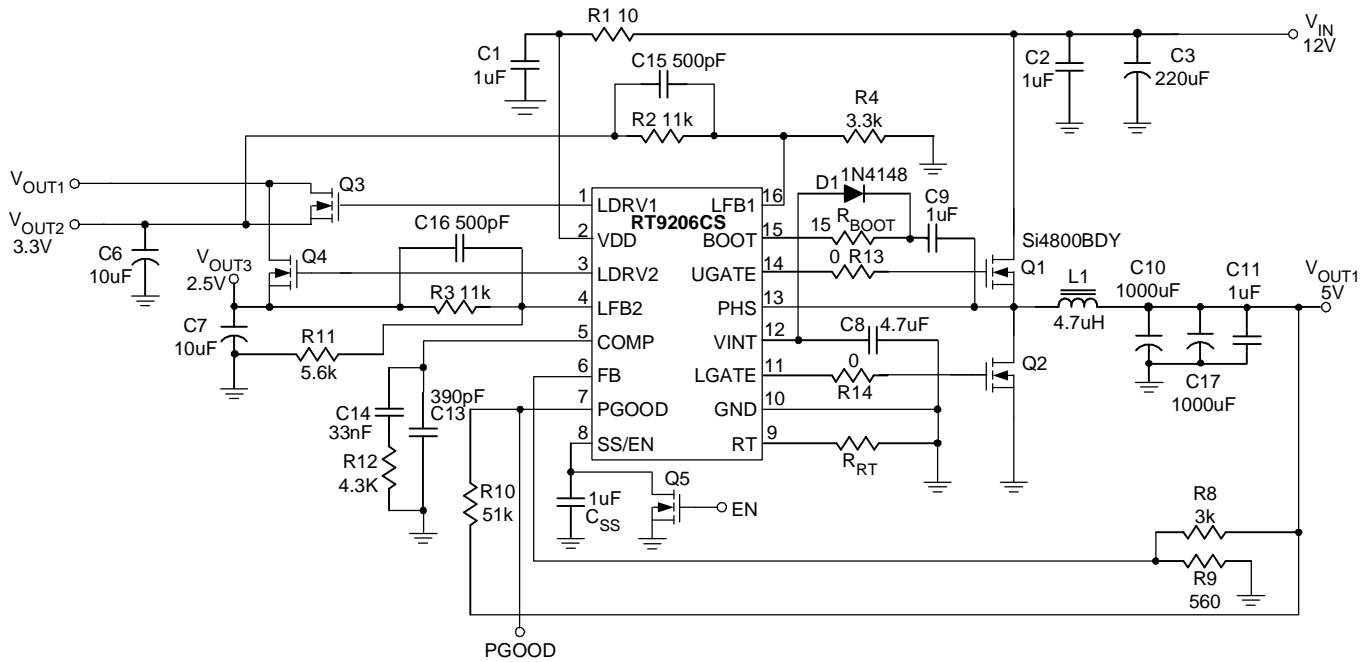 R1 10
V_IN
12V
C1
1uF
C2
1uF
C3
220uF
C15 500pF
R2 11k
R4
3.3k
V_OUT1
Q3
V_OUT2
3.3V
C6
10uF
1
LDRV1
2
VDD
3
LDRV2
4
LFB2
5
COMP
6
FB
7
PGOOD
8
SS/EN
RT9206CS
16
LFB1
15
BOOT
14
UGATE
13
PHS
12
VINT
11
LGATE
10
GND
9
RT
D1
1N4148
C9
1uF
15
R_BOOT
0
R13
Si4800BDY
Q1
C16 500pF
V_OUT3
2.5V
Q4
R3 11k
C7
10uF
R11
5.6k
C8
4.7uF
0
R14
Q2
L1
4.7uH
C10
1000uF
C11
1uF
V_OUT1
5V
C17
1000uF
390pF
C13
C14
33nF
R12
4.3K
R10
51k
1uF
C_SS
Q5
EN
R_RT
R8
3k
R9
560
PGOOD